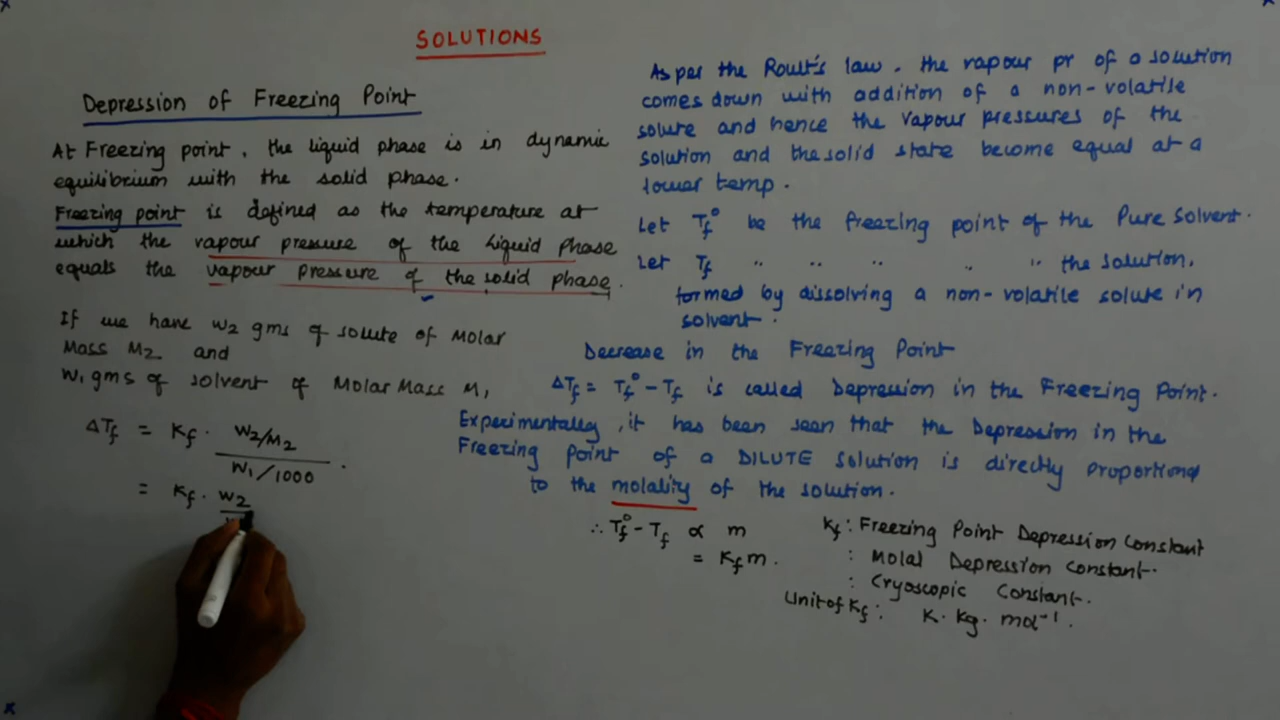 SOLUTIONS
Depression of Freezing Point
At Freezing point, the liquid phase is in dynamic
equilibrium with the solid phase.
Freezing point is defined as the temperature at
which the vapour pressure of the Liquid Phase
equals the vapour pressure of the solid phase.
If we have W2 gms of solute of Molar
Mass M2 and
W1 gms of solvent of Molar Mass M1
ΔTf = Kf . W2/M2
W1/1000 .
= Kf . W2
As per the Roult's law, the vapour pr of a solution
comes down with addition of a non-volatile
solute and hence the vapour pressures of the
solution and the solid state become equal at a
lower temp.
Let Tf° be the freezing point of the Pure Solvent.
Let Tf " " " " " the solution,
formed by dissolving a non-volatile solute in
solvent.
Decrease in the Freezing Point
ΔTf = Tf° - Tf is called Depression in the Freezing Point.
Experimentally, it has been seen that the Depression in the
Freezing Point of a DILUTE solution is directly proportional
to the molality of the solution.
∴ Tf° - Tf ∝ m
= Kf m.
Kf : Freezing Point Depression Constant
: Molal Depression Constant.
: Cryoscopic Constant.
Unit of Kf : K. Kg. mol⁻¹.